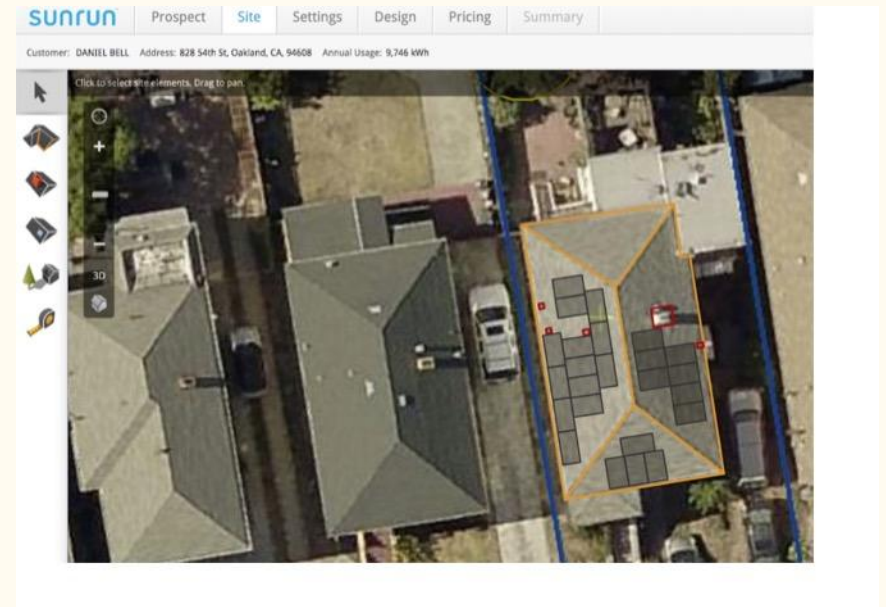 sunrun Prospect Site Settings Design Pricing Summary
Customer: DANIEL BELL Address: 828 54th St, Oakland, CA, 94608 Annual Usage: 9,746 kWh
Click to select site elements. Drag to pan.
3D